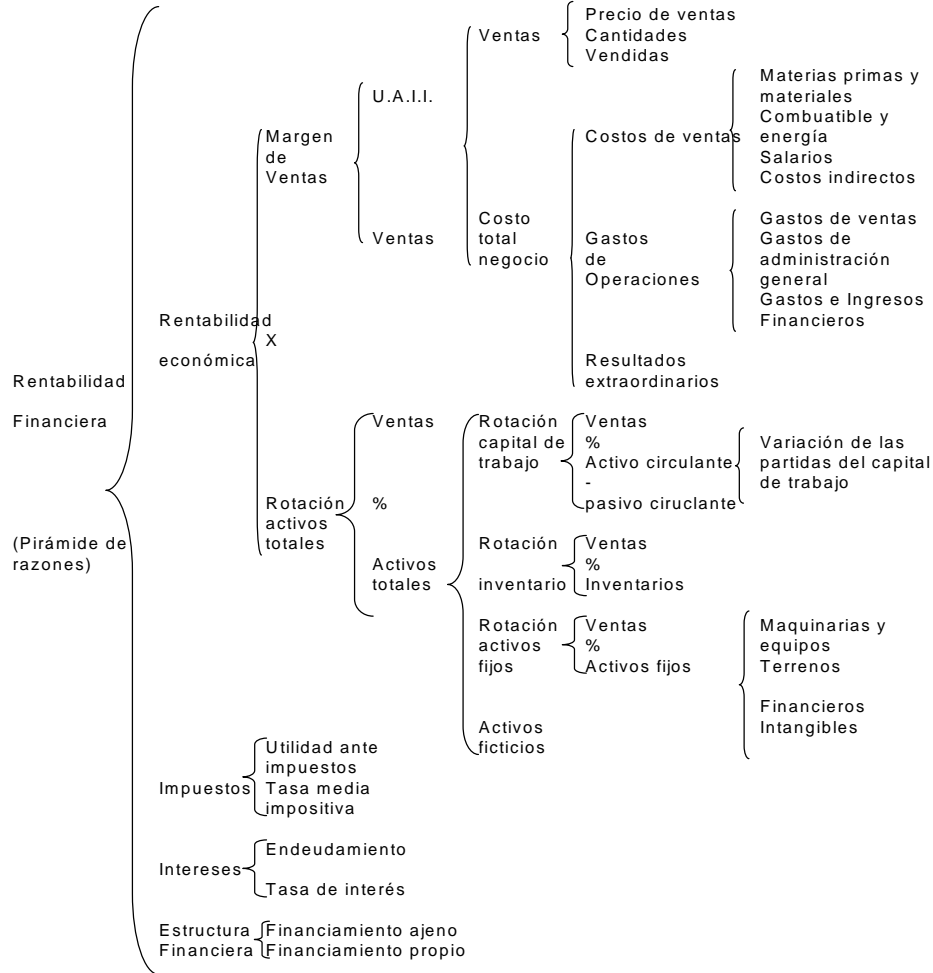 Rentabilidad
Financiera
(Pirámide de
razones)
Rentabilidad
económica
Margen
de
Ventas
X
Rotación
activos
totales
U.A.I.I.
Ventas
Ventas
Precio de ventas
Cantidades
Vendidas
Costo
total
negocio
Costos de ventas
Materias primas y
materiales
Combuatible y
energía
Salarios
Costos indirectos
Gastos
de
Operaciones
Gastos de ventas
Gastos de
administración
general
Gastos e Ingresos
Financieros
Resultados
extraordinarios
Ventas
%
Activos
totales
Rotación
capital de
trabajo
Ventas
%
Activo circulante
-
pasivo ciruclante
Variación de las
partidas del capital
de trabajo
Rotación
inventario
Ventas
%
Inventarios
Rotación
activos
fijos
Ventas
%
Activos fijos
Maquinarias y
equipos
Terrenos
Financieros
Intangibles
Activos
ficticios
Impuestos
Utilidad ante
impuestos
Tasa media
impositiva
Intereses
Endeudamiento
Tasa de interés
Estructura
Financiera
Financiamiento ajeno
Financiamiento propio